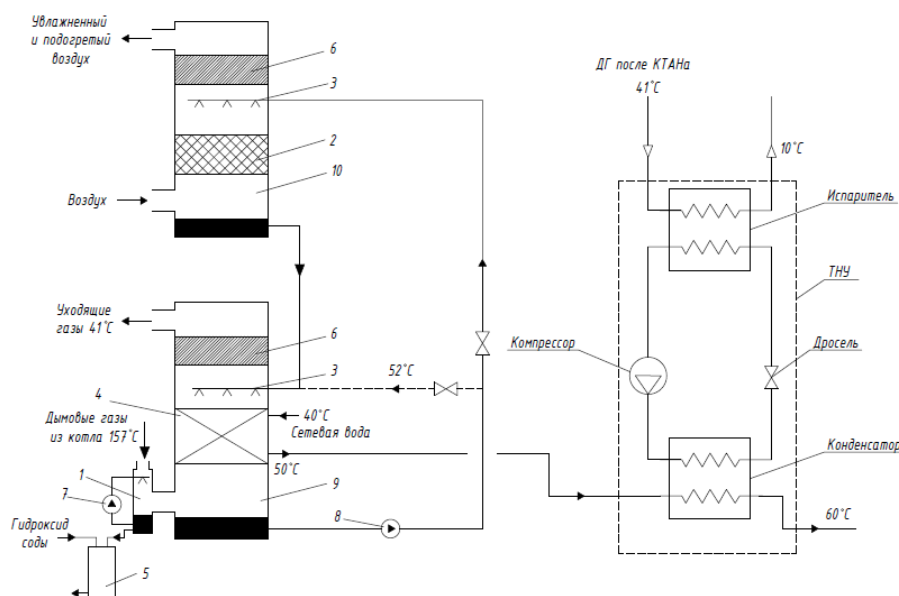 Увлажненный
и подогретый
воздух
6
3
2
10
Воздух
Уходящие
газы 41°С
6
3
52°С
4
40°С
Сетевая вода
Дымовые газы
из котла 157°С
50°С
1
7
9
8
Гидроксид
соды
5
ДГ после КТАНа
41°С
10°С
Испаритель
ТНУ
Компрессор
Дросель
Конденсатор
60°С